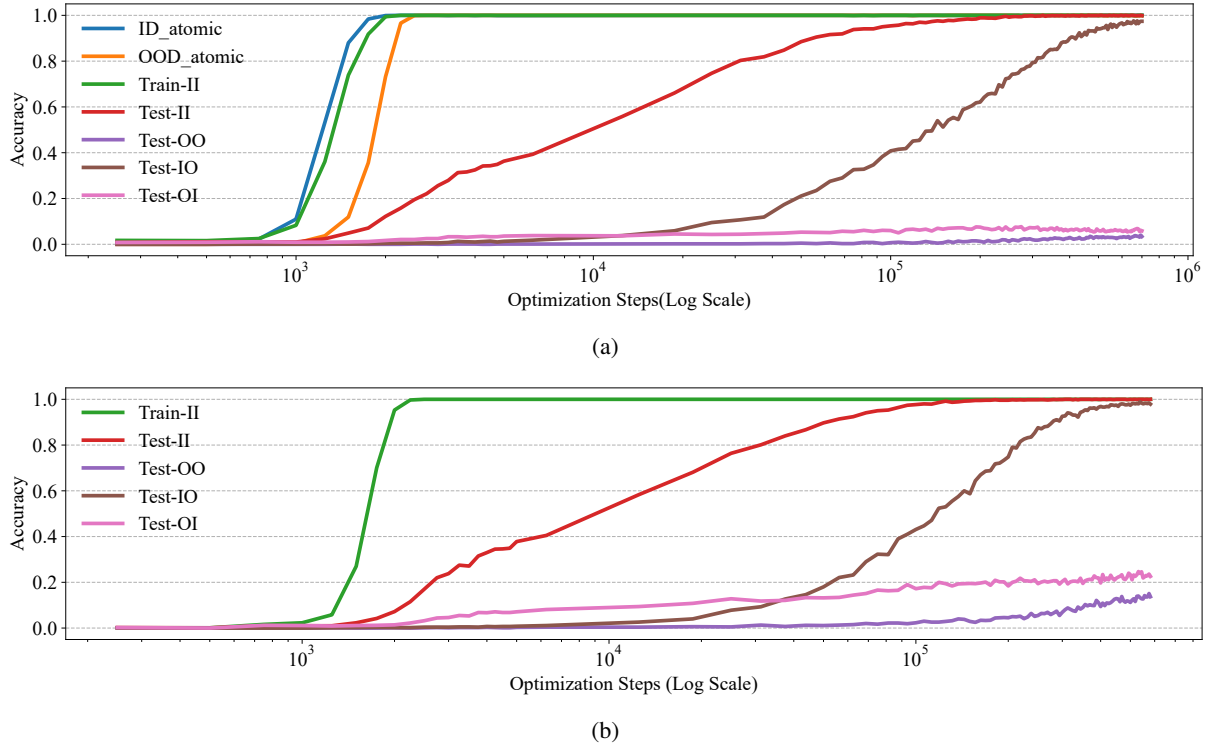 1.0
0.8
0.6
0.4
0.2
0.0
Accuracy
ID_atomic
OOD_atomic
Train-II
Test-II
Test-OO
Test-IO
Test-OI
10³
10⁴
10⁵
10⁶
Optimization Steps(Log Scale)
(a)
1.0
0.8
0.6
0.4
0.2
0.0
Accuracy
Train-II
Test-II
Test-OO
Test-IO
Test-OI
10³
10⁴
10⁵
Optimization Steps (Log Scale)
(b)